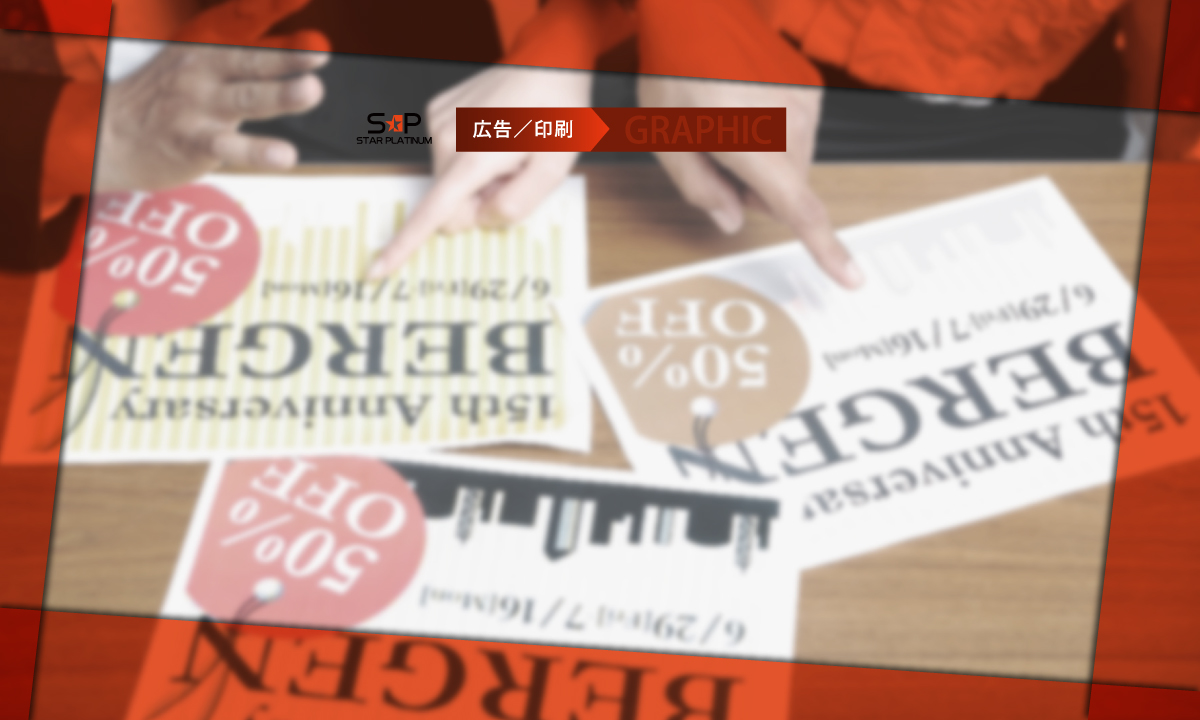 S★P
STAR PLATINUM
広告／印刷
GRAPHIC
50%
OFF
6/29[Fri]-7/16[Mon]
BERGEN
15th Anniversary
50%
OFF
6/29[Fri]-7/16[Mon]
BERGEN
15th Anniversa
50%
OFF
6/29[Fri]-7/16[Mon]
BERGEN